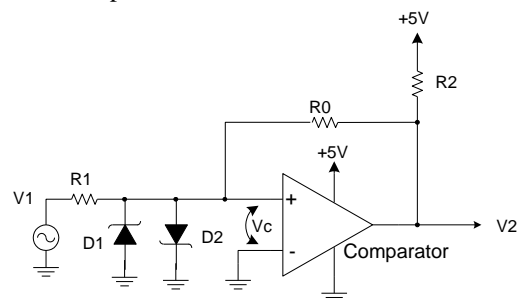 +5V
R2
R0
+5V
V1
R1
+
Vc
D1
D2
-
V2
Comparator